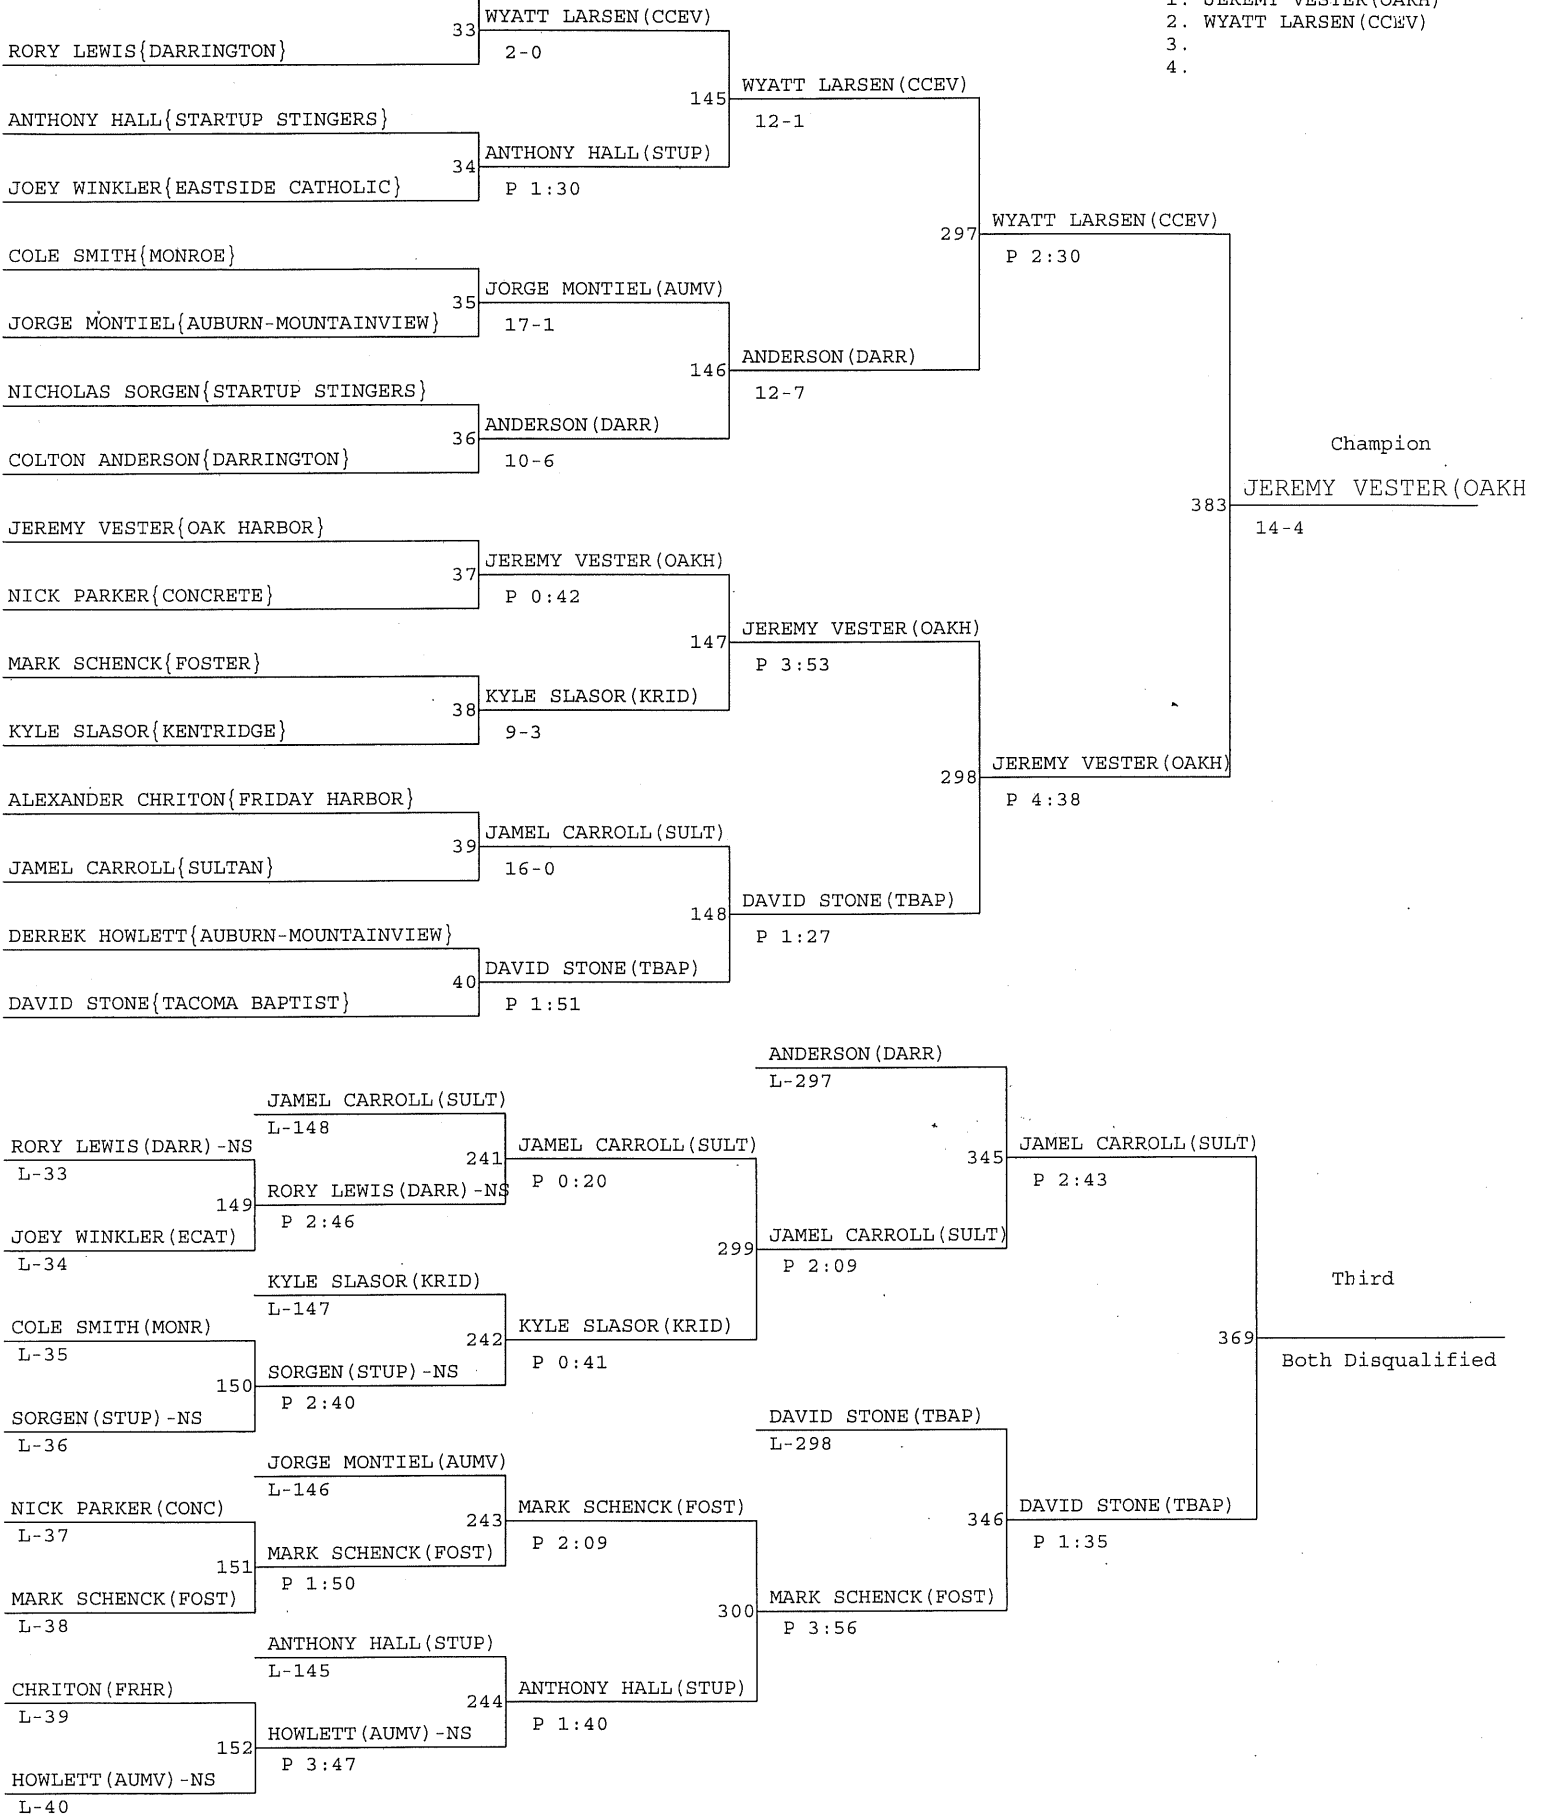 1. JEREMY VESTER(OAKH)
WYATT LARSEN(CCEV)
2. WYATT LARSEN(CCEV)
33
RORY LEWIS{DARRINGTON}
2-0
3.
4.
WYATT LARSEN(CCEV)
145
12-1
ANTHONY HALL{STARTUP STINGERS}
ANTHONY HALL(STUP)
34
JOEY WINKLER{EASTSIDE CATHOLIC}
P 1:30
WYATT LARSEN(CCEV)
297
P 2:30
COLE SMITH{MONROE}
JORGE MONTIEL(AUMV)
35
JORGE MONTIEL{AUBURN-MOUNTAINVIEW}
17-1
ANDERSON(DARR)
146
12-7
NICHOLAS SORGEN{STARTUP STINGERS}
ANDERSON(DARR)
36
COLTON ANDERSON{DARRINGTON}
10-6
Champion
JEREMY VESTER(OAKH
383
14-4
JEREMY VESTER{OAK HARBOR}
JEREMY VESTER(OAKH)
37
NICK PARKER{CONCRETE}
P 0:42
JEREMY VESTER(OAKH)
147
P 3:53
MARK SCHENCK{FOSTER}
KYLE SLASOR(KRID)
38
KYLE SLASOR{KENTRIDGE}
9-3
JEREMY VESTER(OAKH)
298
P 4:38
ALEXANDER CHRITON{FRIDAY HARBOR}
JAMEL CARROLL(SULT)
39
JAMEL CARROLL{SULTAN}
16-0
DAVID STONE(TBAP)
148
P 1:27
DERREK HOWLETT{AUBURN-MOUNTAINVIEW}
DAVID STONE(TBAP)
40
DAVID STONE{TACOMA BAPTIST}
P 1:51
ANDERSON(DARR)
L-297
JAMEL CARROLL(SULT)
L-148
RORY LEWIS(DARR)-NS
L-33
241
JAMEL CARROLL(SULT)
P 0:20
345
JAMEL CARROLL(SULT)
P 2:43
149
RORY LEWIS(DARR)-NS
P 2:46
JOEY WINKLER(ECAT)
L-34
299
JAMEL CARROLL(SULT)
P 2:09
KYLE SLASOR(KRID)
L-147
Third
COLE SMITH(MONR)
L-35
242
KYLE SLASOR(KRID)
P 0:41
369
Both Disqualified
150
SORGEN(STUP)-NS
P 2:40
SORGEN(STUP)-NS
L-36
DAVID STONE(TBAP)
L-298
JORGE MONTIEL(AUMV)
L-146
NICK PARKER(CONC)
L-37
243
MARK SCHENCK(FOST)
P 2:09
346
DAVID STONE(TBAP)
P 1:35
151
MARK SCHENCK(FOST)
P 1:50
MARK SCHENCK(FOST)
L-38
300
MARK SCHENCK(FOST)
P 3:56
ANTHONY HALL(STUP)
L-145
CHRITON(FRHR)
L-39
244
ANTHONY HALL(STUP)
P 1:40
152
HOWLETT(AUMV)-NS
P 3:47
HOWLETT(AUMV)-NS
L-40